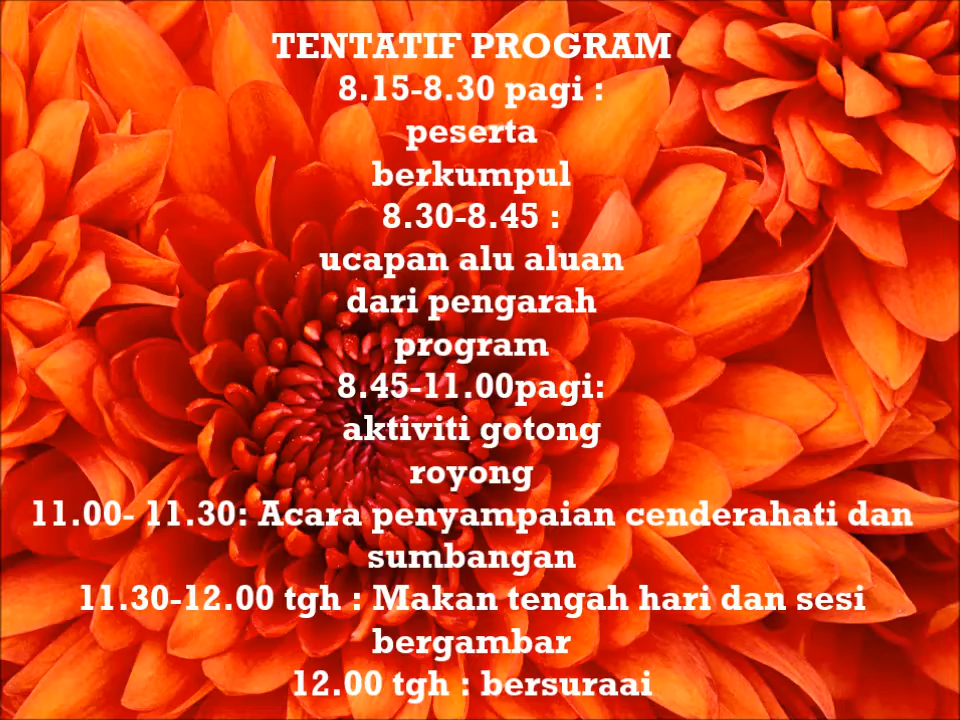 TENTATIF PROGRAM
8.15-8.30 pagi :
peserta
berkumpul
8.30-8.45 :
ucapan alu aluan
dari pengarah
program
8.45-11.00pagi:
aktiviti gotong
royong
11.00- 11.30: Acara penyampaian cenderahati dan
sumbangan
11.30-12.00 tgh : Makan tengah hari dan sesi
bergambar
12.00 tgh : bersuraai